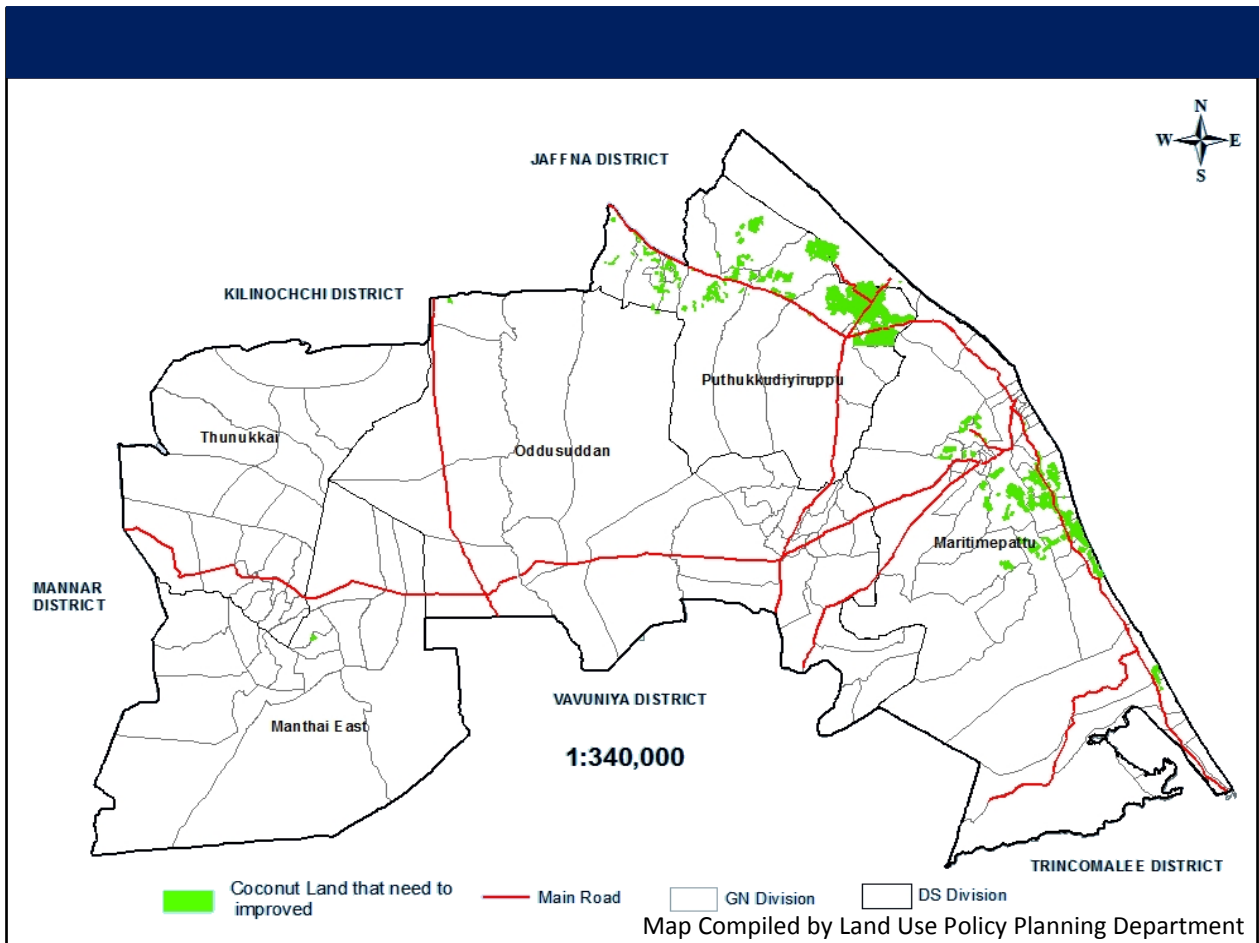 N
W E
S
JAFFNA DISTRICT
KILINOCHCHI DISTRICT
Puthukkudiyiruppu
Thunukkai
Oddusuddan
Maritimepattu
MANNAR
DISTRICT
VAVUNIYA DISTRICT
Manthai East
1:340,000
TRINCOMALEE DISTRICT
Coconut Land that need to
improved
Main Road
GN Division
DS Division
Map Compiled by Land Use Policy Planning Department